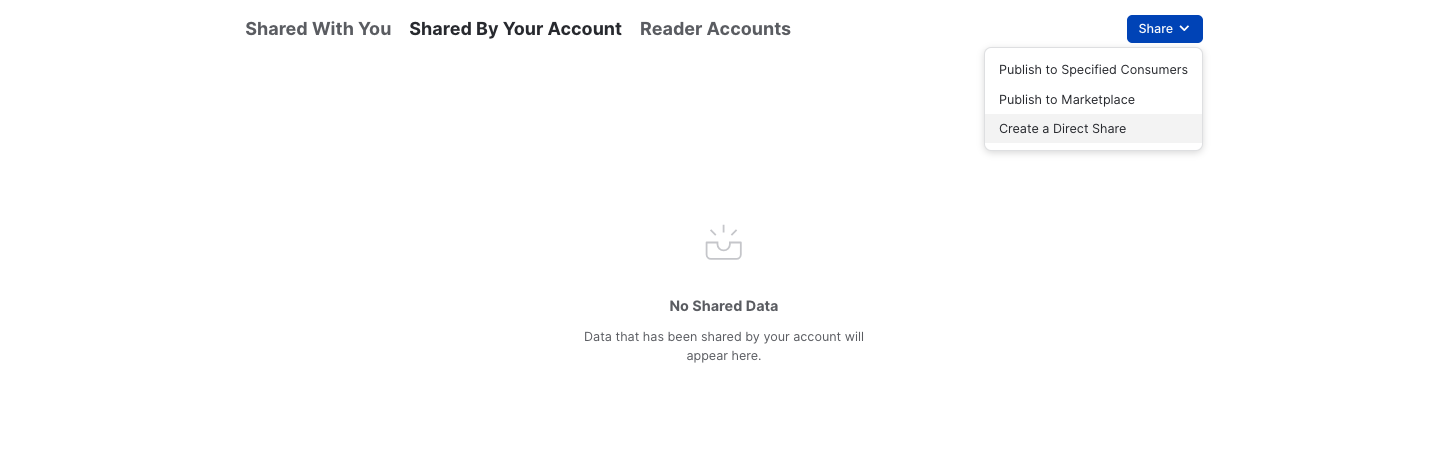 Shared With You
Shared By Your Account
Reader Accounts
Share
Publish to Specified Consumers
Publish to Marketplace
Create a Direct Share
No Shared Data
Data that has been shared by your account will
appear here.